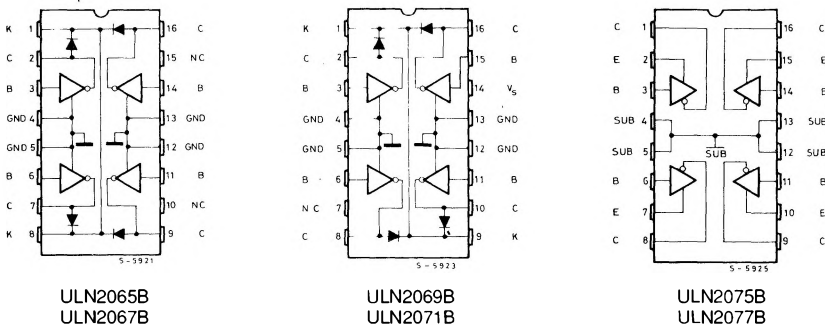 K 1 16 C K 1 16 C C 1 16 C
C 2 15 NC C 2 15 B E 2 15 E
B 3 14 B B 3 14 VS B 3 14 B
GND 4 13 GND GND 4 13 GND SUB 4 13 SUB
GND 5 12 GND GND 5 12 GND SUB 5 SUB 12 SUB
B 6 11 B B 6 11 B B 6 11 B
C 7 10 NC NC 7 10 C E 7 10 E
K 8 9 C C 8 9 K C 8 9 C
S-5921 S-5923 S-5925
ULN2065B ULN2069B ULN2075B
ULN2067B ULN2071B ULN2077B